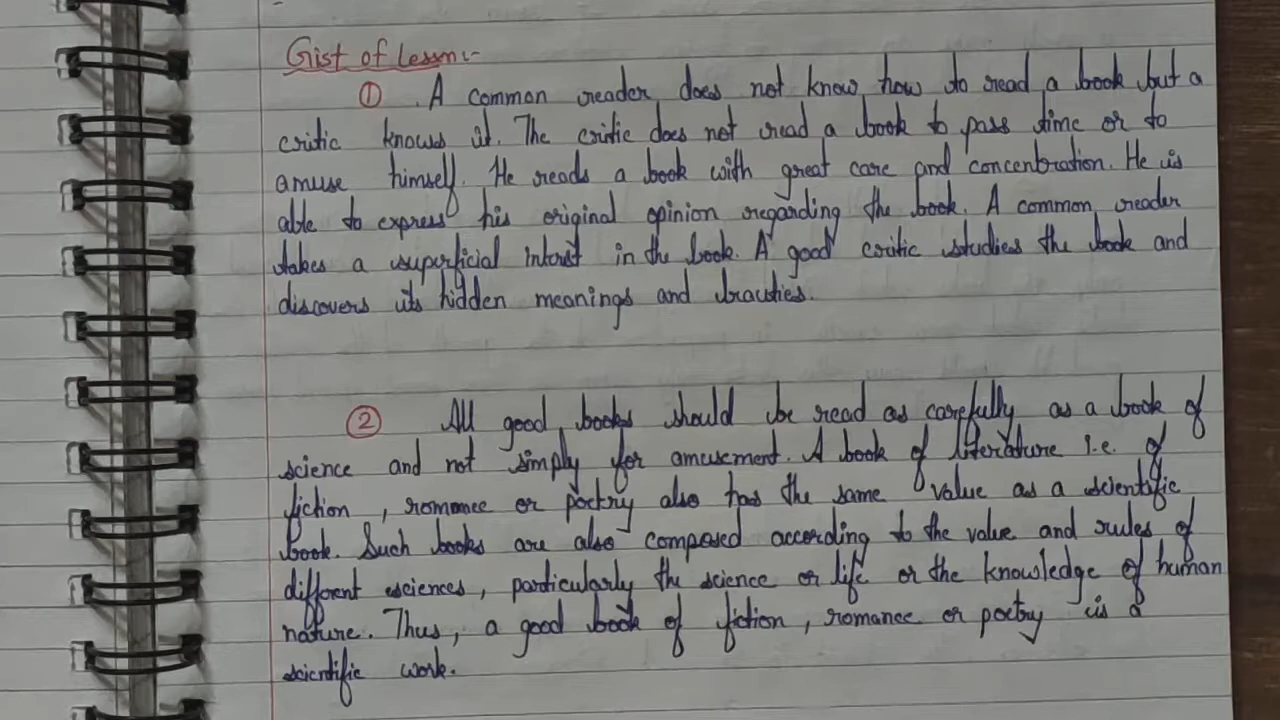 Gist of Lesson:-
① A common reader does not know how to read a book but a
critic knows it. The critic does not read a book to pass time or to
amuse himself. He reads a book with great care and concentration. He is
able to express his original opinion regarding the book. A common reader
takes a superficial interest in the book. A good critic studies the book and
discovers its hidden meanings and beauties.
② All good books should be read as carefully as a book of
science and not simply for amusement. A book of literature i.e. of
fiction, romance or poetry also has the same value as a scientific
book. Such books are also composed according to the value and rules of
different sciences, particularly the science or life or the knowledge of human
nature. Thus, a good book of fiction, romance or poetry is a
scientific work.